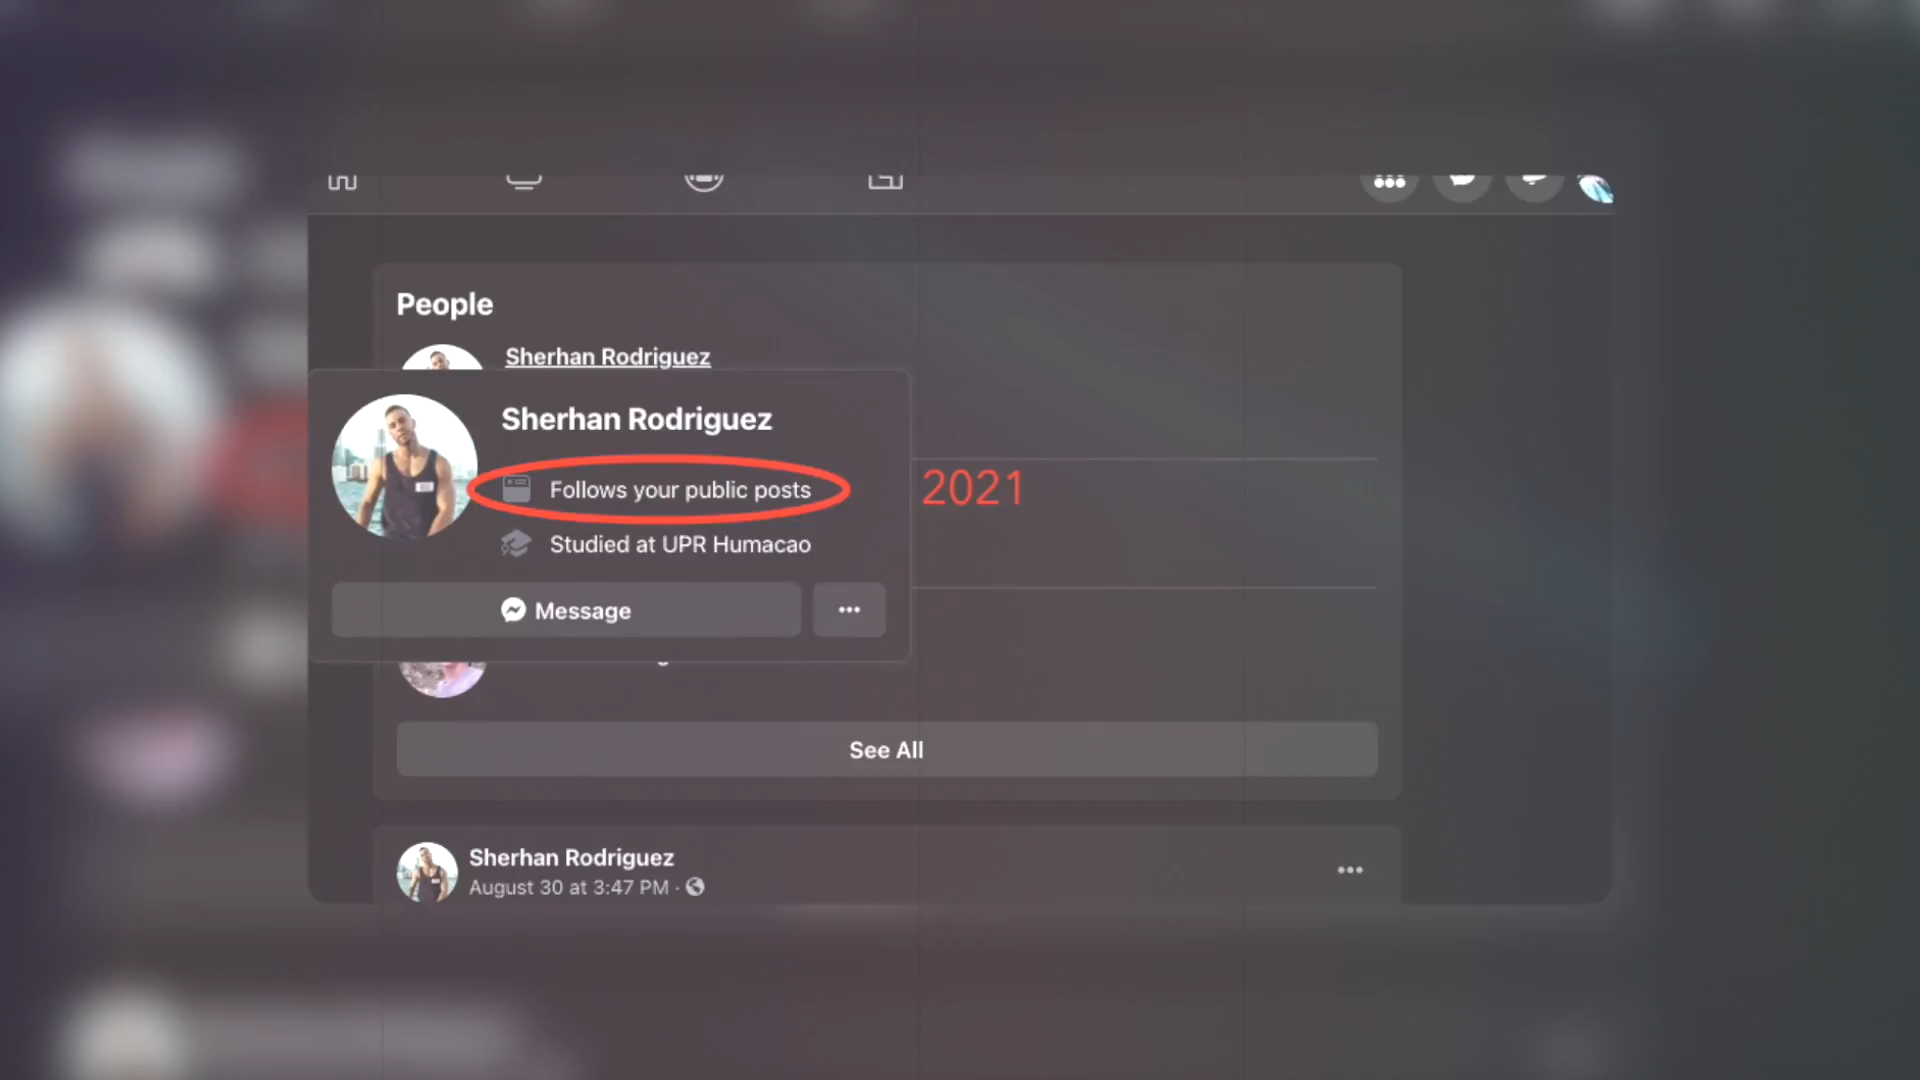 People
Sherhan Rodriguez
Sherhan Rodriguez
Follows your public posts
2021
Studied at UPR Humacao
Message
See All
Sherhan Rodriguez
August 30 at 3:47 PM ·